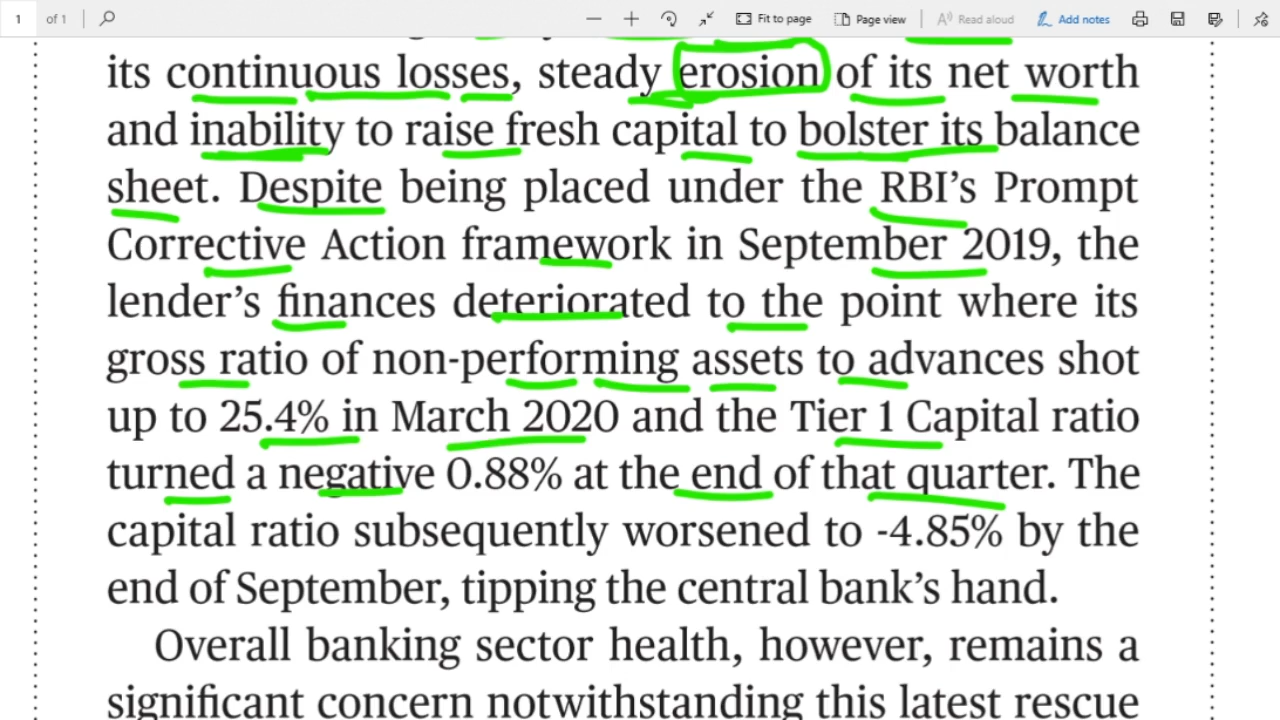 1 of 1 Fit to page Page view Read aloud Add notes
its continuous losses, steady erosion of its net worth
and inability to raise fresh capital to bolster its balance
sheet. Despite being placed under the RBI’s Prompt
Corrective Action framework in September 2019, the
lender’s finances deteriorated to the point where its
gross ratio of non-performing assets to advances shot
up to 25.4% in March 2020 and the Tier 1 Capital ratio
turned a negative 0.88% at the end of that quarter. The
capital ratio subsequently worsened to -4.85% by the
end of September, tipping the central bank’s hand.
Overall banking sector health, however, remains a
significant concern notwithstanding this latest rescue